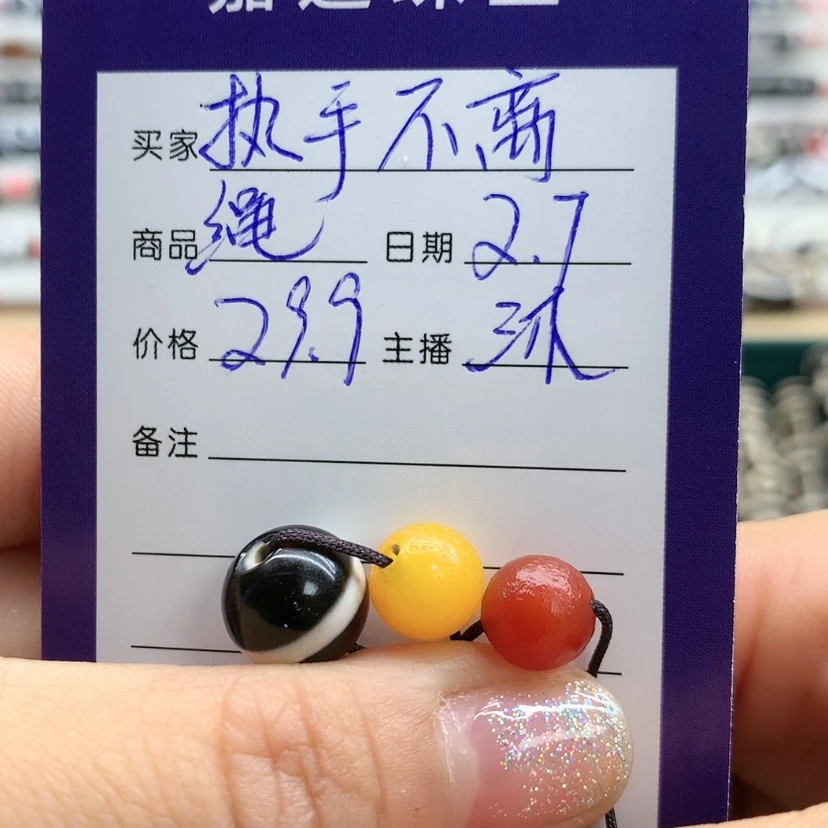 买家 执手不离
商品 绳 日期 2.7
价格 29.9 主播
备注